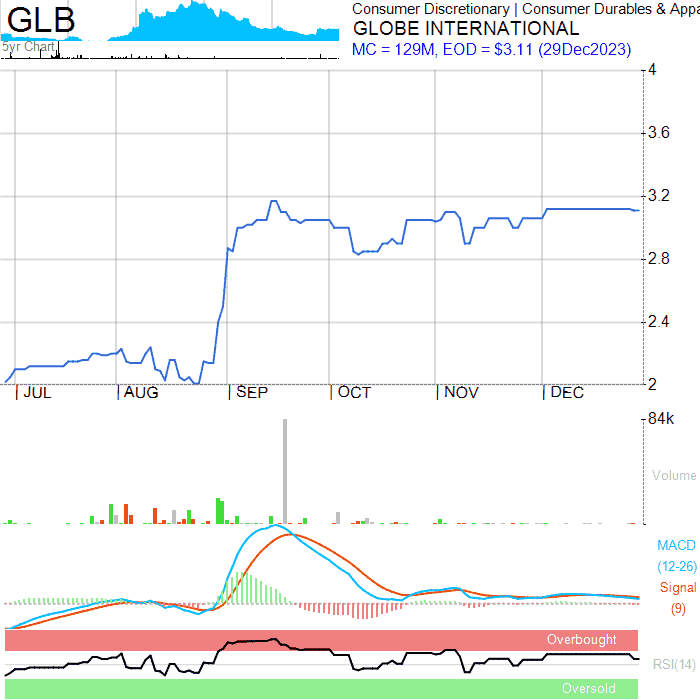 GLB
5yr Chart
Consumer Discretionary | Consumer Durables & Appa
GLOBE INTERNATIONAL
MC = 129M, EOD = $3.11 (29Dec2023)
4
3.6
3.2
2.8
2.4
2
JUL AUG SEP OCT NOV DEC
84k
Volume
MACD
(12-26)
Signal
(9)
Overbought
RSI(14)
Oversold